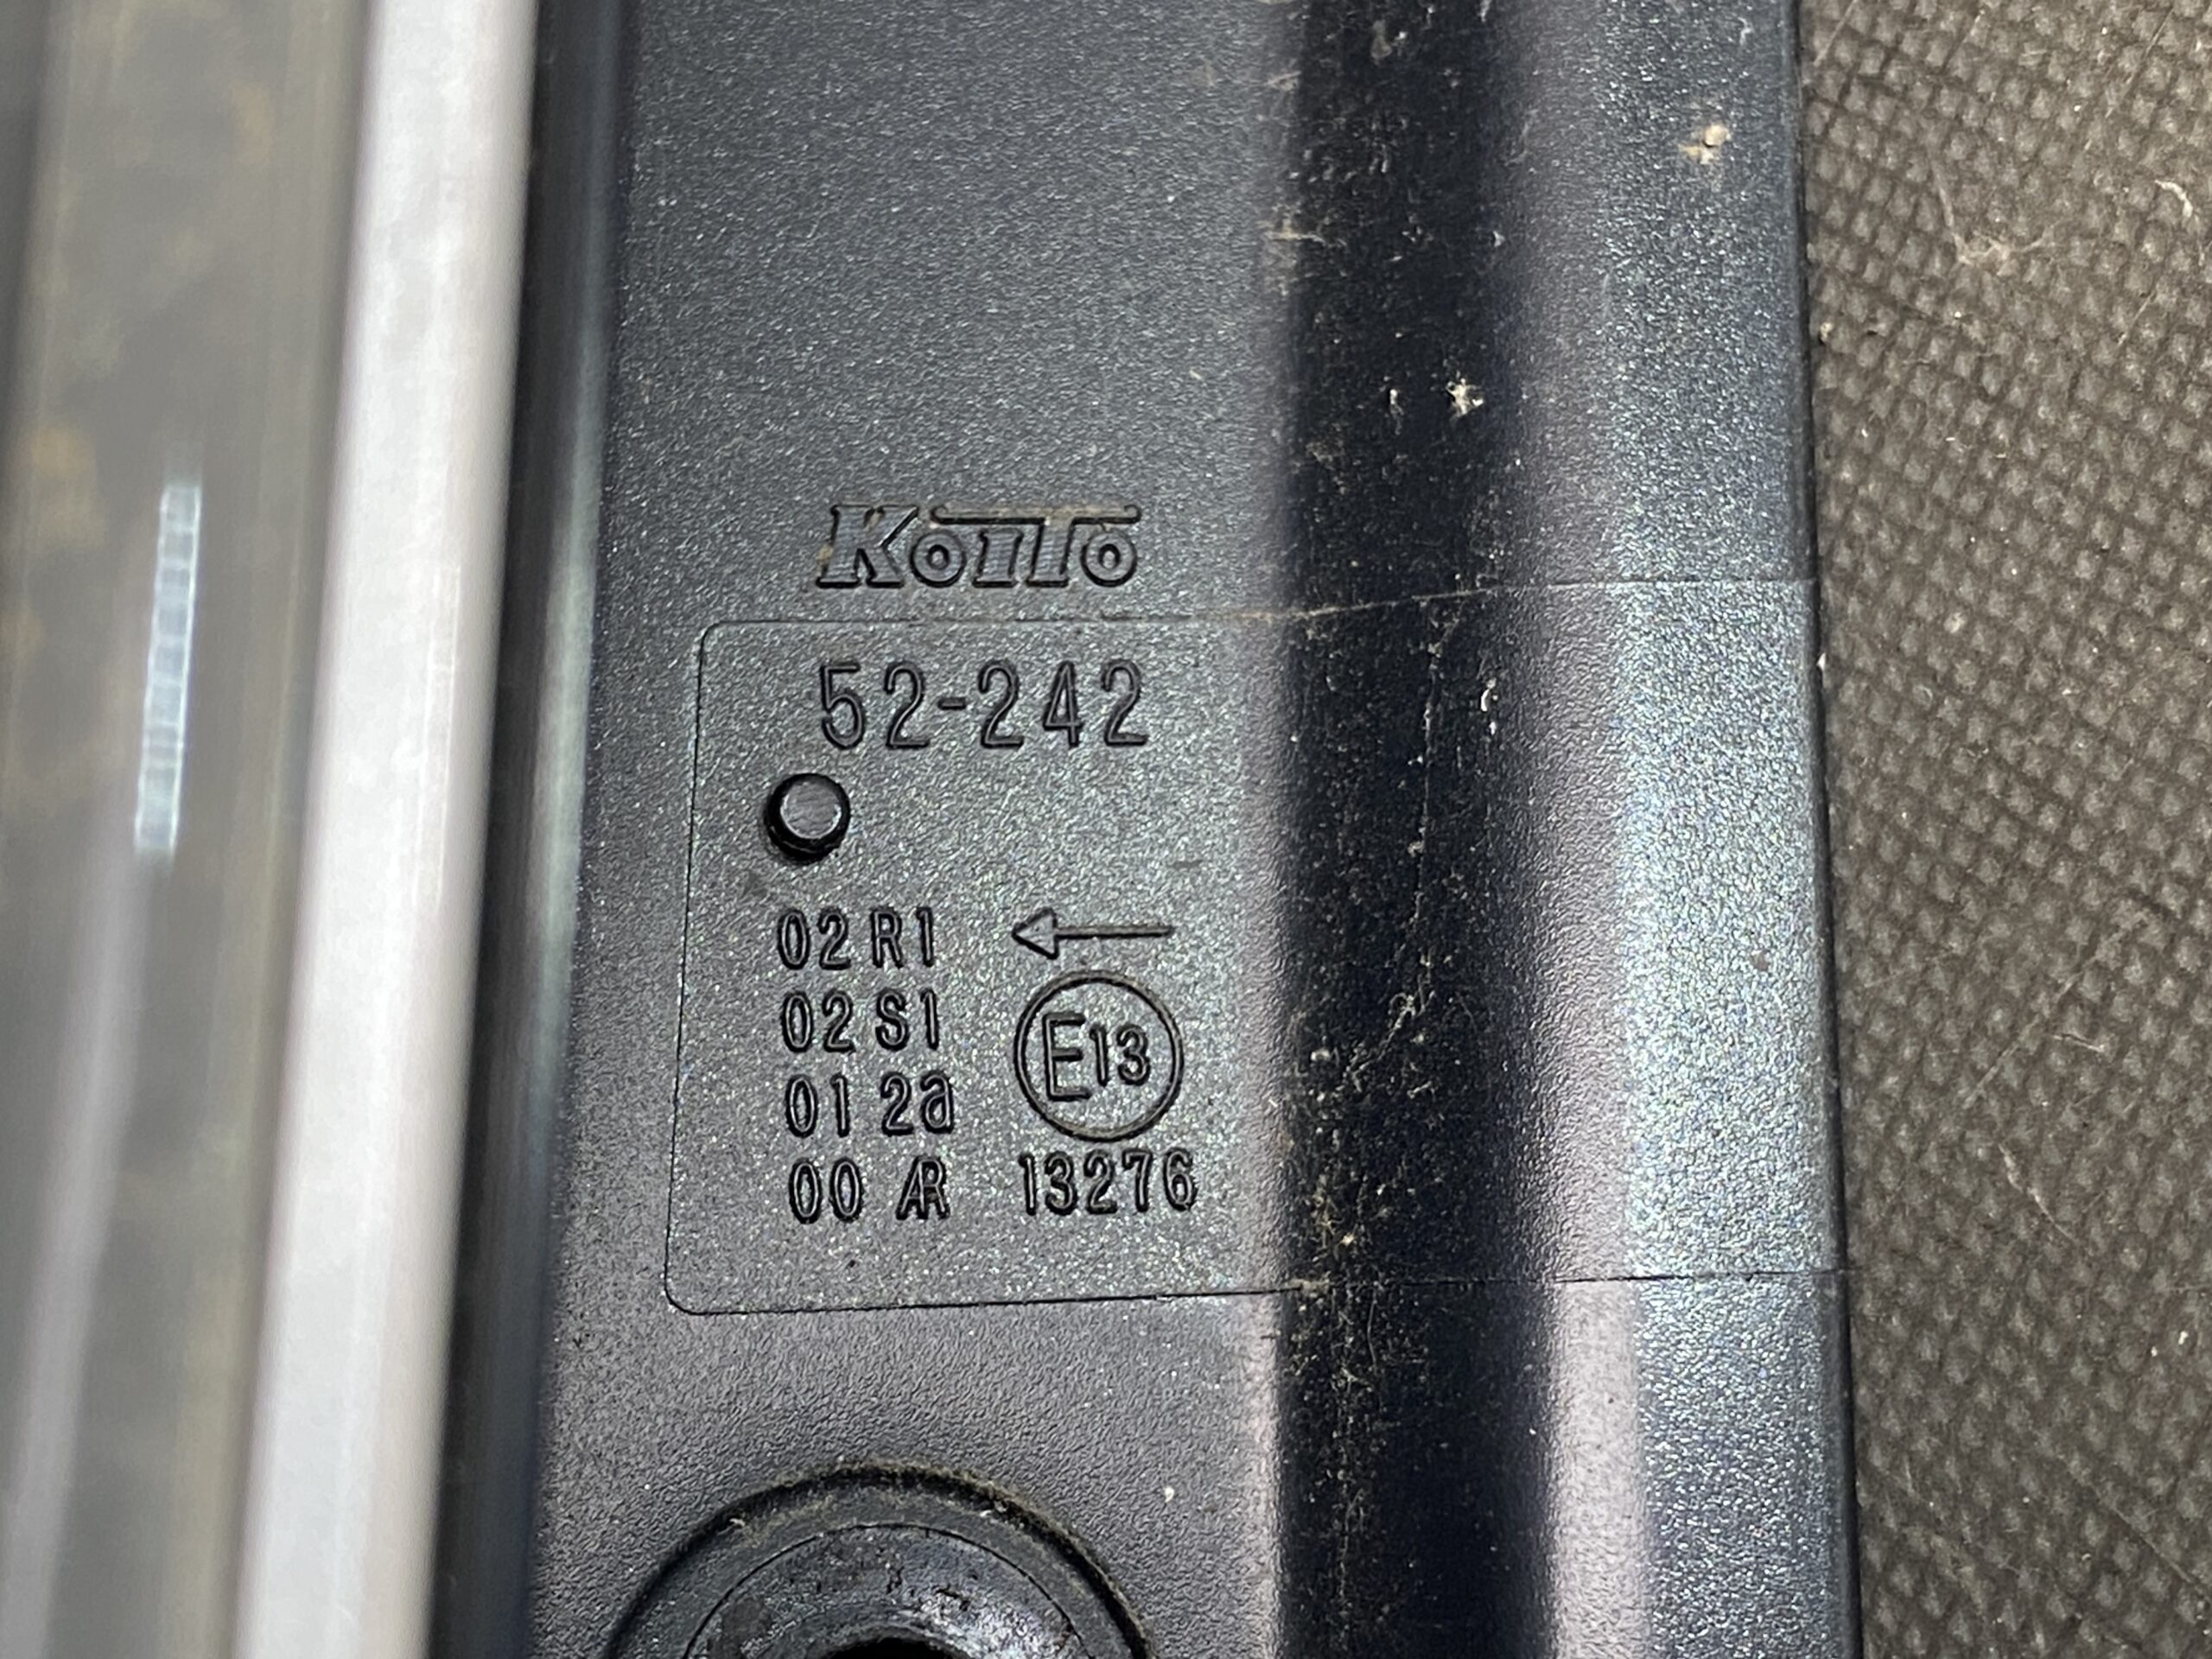 KOITO
52-242
02 R1 ←
02 S1
E13
01 2a
00 AR 13276